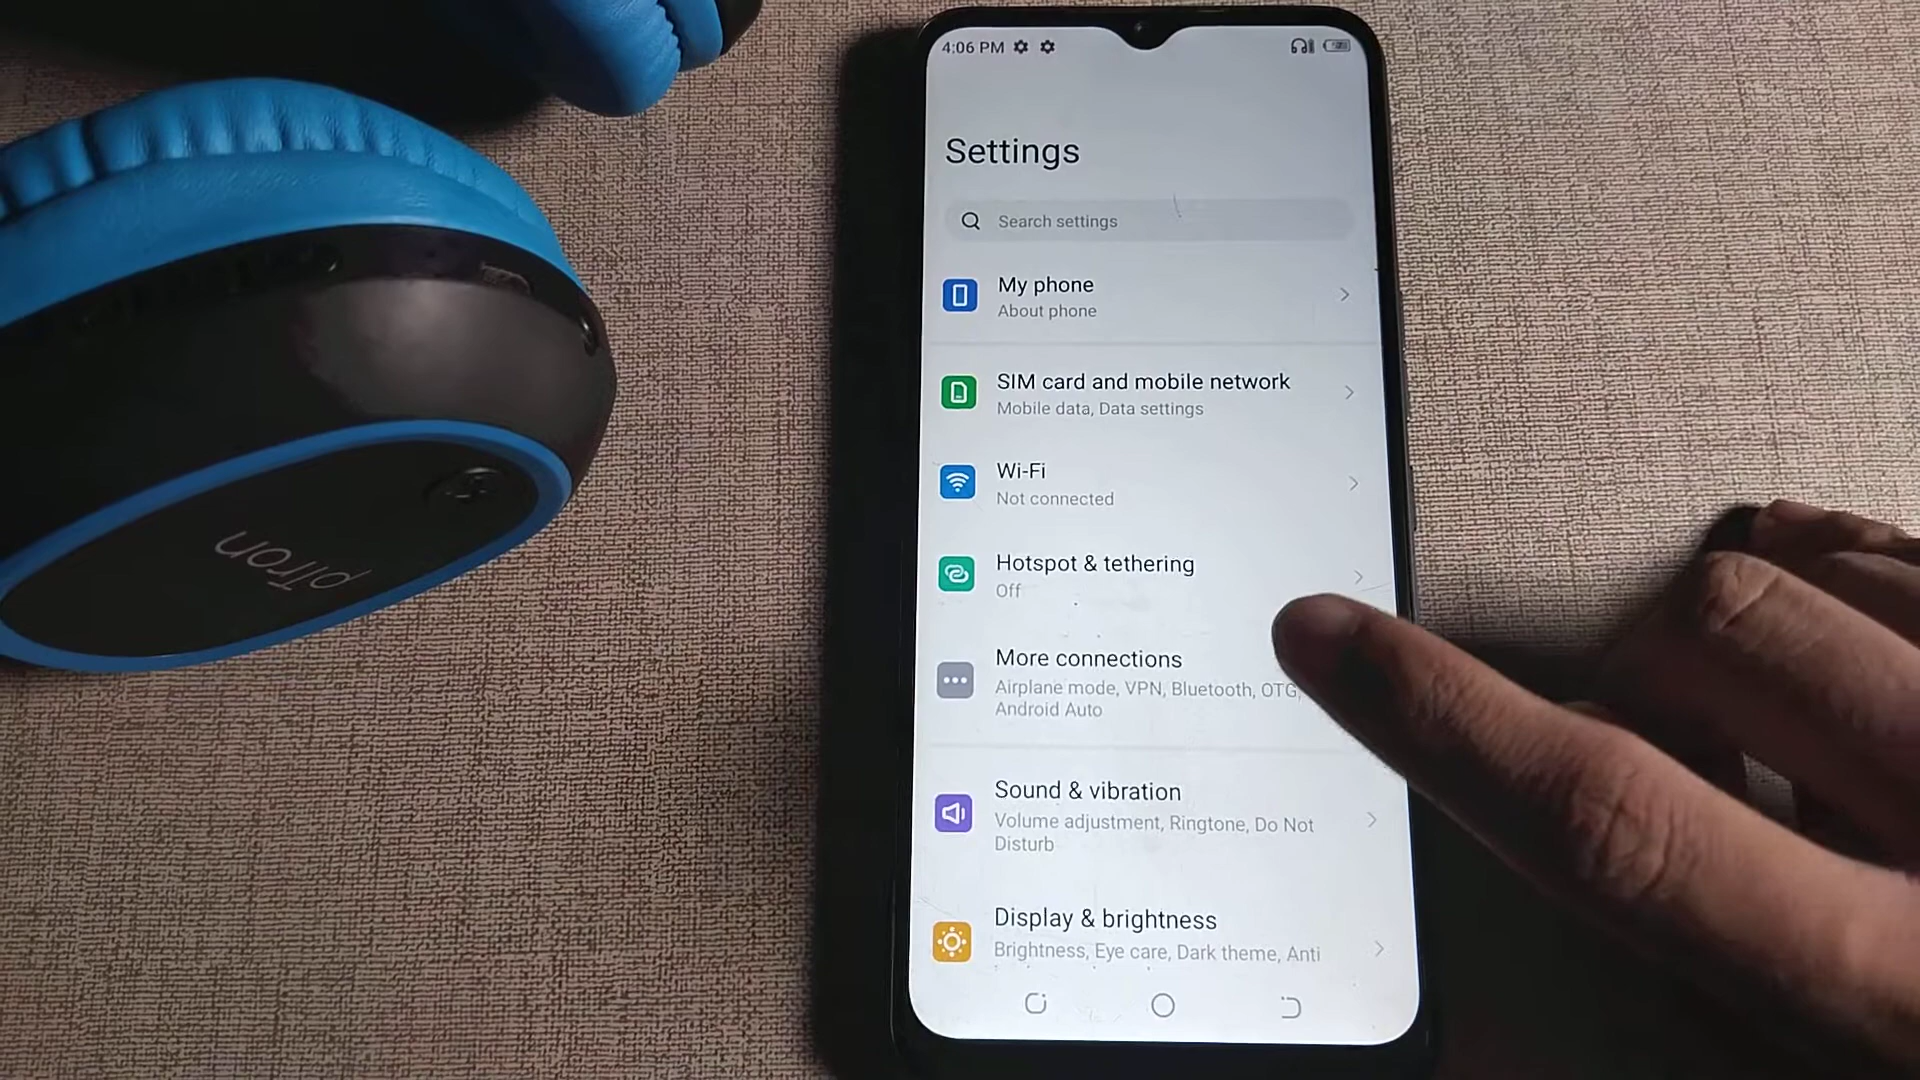 4:06 PM
Settings
Search settings
My phone
About phone
SIM card and mobile network
Mobile data, Data settings
Wi-Fi
Not connected
Hotspot & tethering
Off
More connections
Airplane mode, VPN, Bluetooth, OTG,
Android Auto
Sound & vibration
Volume adjustment, Ringtone, Do Not
Disturb
Display & brightness
Brightness, Eye care, Dark theme, Anti
pTron